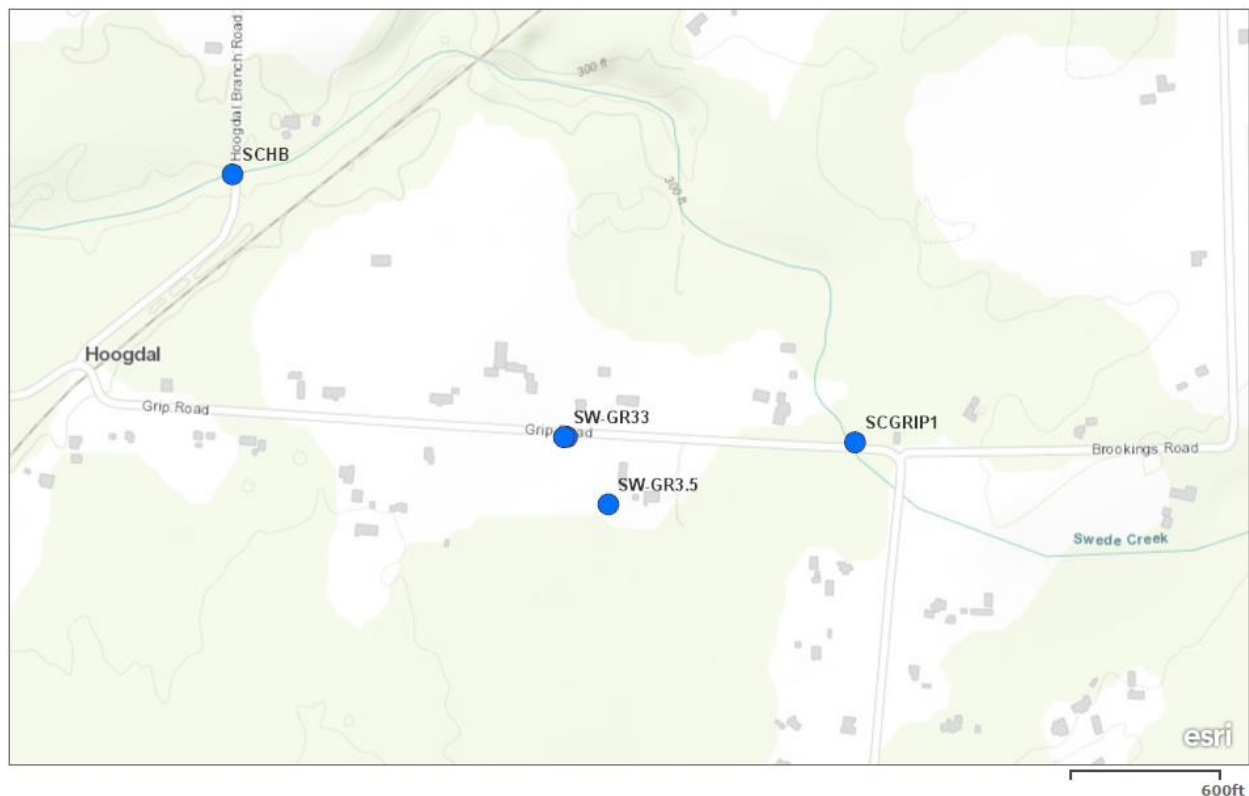 Hoogdal Branch Road
300 ft
SCHB
300 ft
Hoogdal
Grip Road
SW-GR33
Grip Road
SCGRIP1
Brookings Road
SW-GR3.5
Swede Creek
esri
600ft